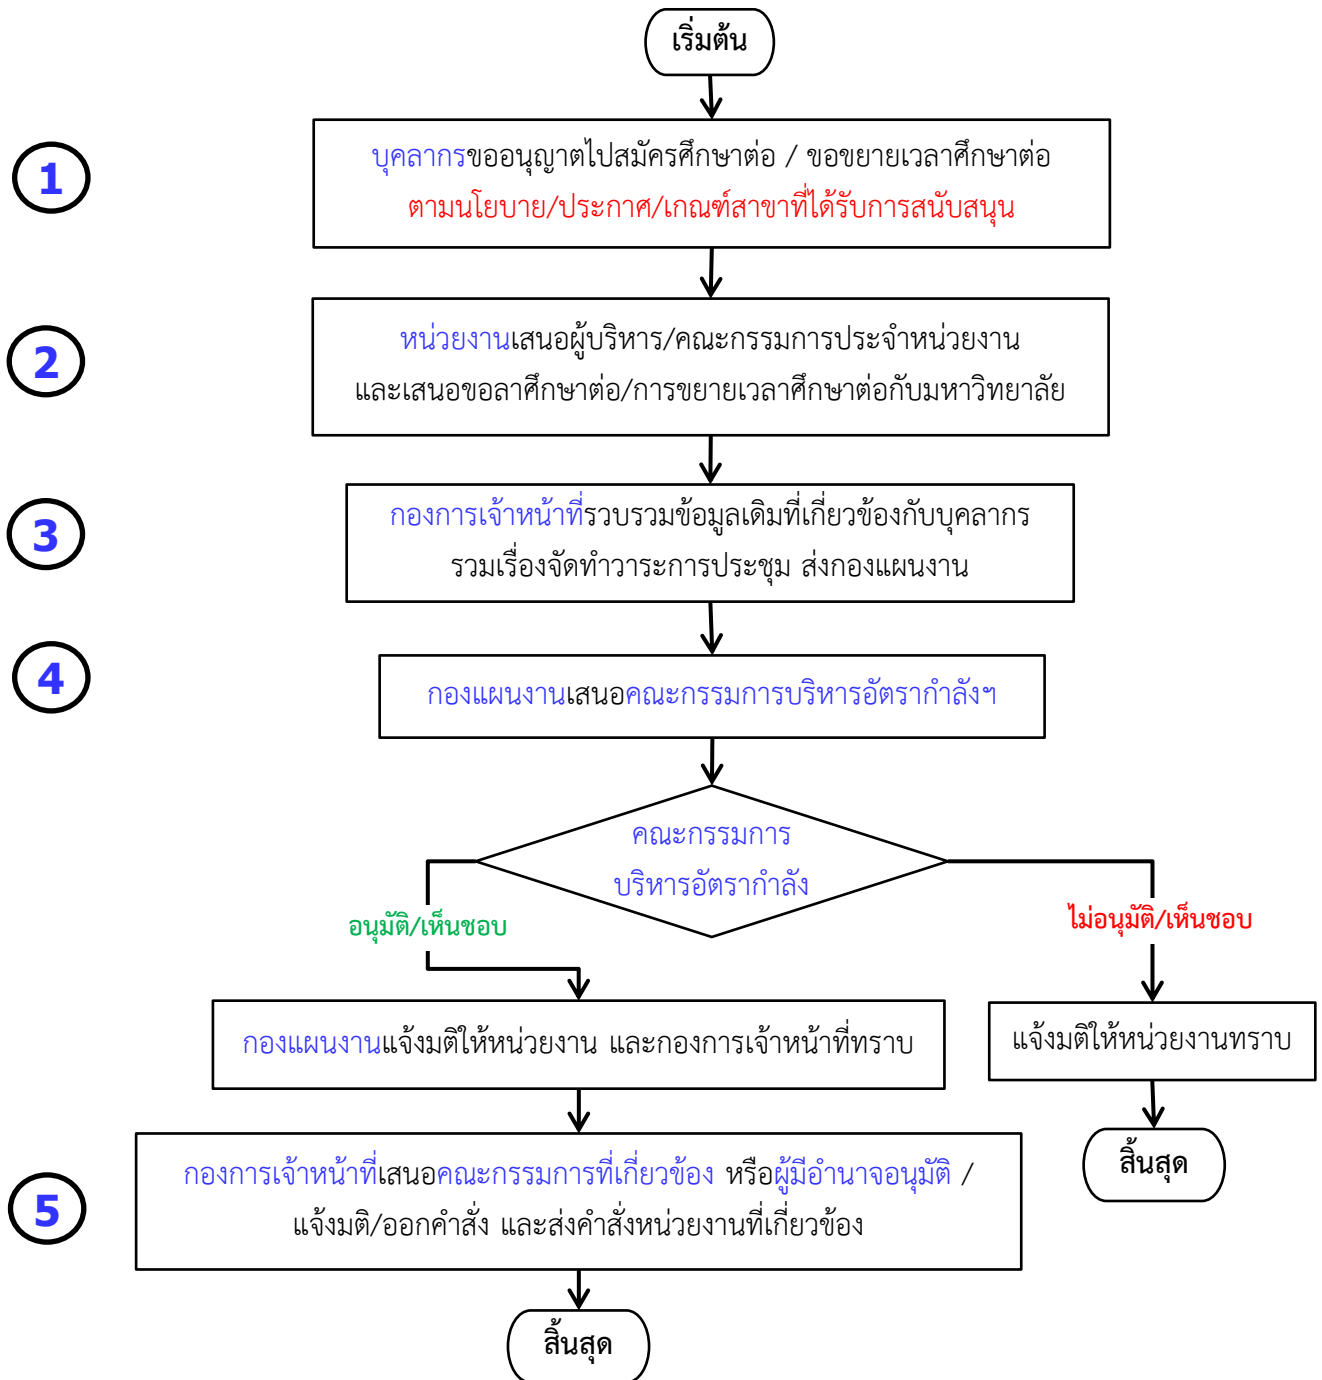 เริ่มต้น
1
บุคลากรขออนุญาตไปสมัครศึกษาต่อ / ขอขยายเวลาศึกษาต่อ
ตามนโยบาย/ประกาศ/เกณฑ์สาขาที่ได้รับการสนับสนุน
2
หน่วยงานเสนอผู้บริหาร/คณะกรรมการประจำหน่วยงาน
และเสนอขอลาศึกษาต่อ/การขยายเวลาศึกษาต่อกับมหาวิทยาลัย
3
กองการเจ้าหน้าที่รวบรวมข้อมูลเดิมที่เกี่ยวข้องกับบุคลากร
รวมเรื่องจัดทำวาระการประชุม ส่งกองแผนงาน
4
กองแผนงานเสนอคณะกรรมการบริหารอัตรากำลังฯ
คณะกรรมการ
บริหารอัตรากำลัง
อนุมัติ/เห็นชอบ
ไม่อนุมัติ/เห็นชอบ
กองแผนงานแจ้งมติให้หน่วยงาน และกองการเจ้าหน้าที่ทราบ
แจ้งมติให้หน่วยงานทราบ
สิ้นสุด
5
กองการเจ้าหน้าที่เสนอคณะกรรมการที่เกี่ยวข้อง หรือผู้มีอำนาจอนุมัติ /
แจ้งมติ/ออกคำสั่ง และส่งคำสั่งหน่วยงานที่เกี่ยวข้อง
สิ้นสุด